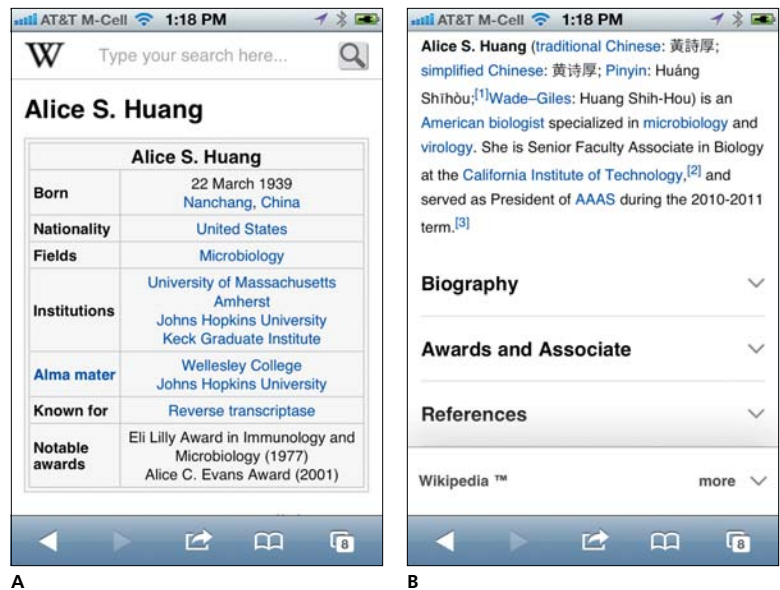 AT&T M-Cell 1:18 PM
W Type your search here...
Alice S. Huang
Alice S. Huang
Born 22 March 1939
Nanchang, China
Nationality United States
Fields Microbiology
Institutions University of Massachusetts
Amherst
Johns Hopkins University
Keck Graduate Institute
Alma mater Wellesley College
Johns Hopkins University
Known for Reverse transcriptase
Notable awards Eli Lilly Award in Immunology and
Microbiology (1977)
Alice C. Evans Award (2001)
8
A
AT&T M-Cell 1:18 PM
Alice S. Huang (traditional Chinese: 黃詩厚;
simplified Chinese: 黄诗厚; Pinyin: Huáng
Shīhòu;[1]Wade–Giles: Huang Shih-Hou) is an
American biologist specialized in microbiology and
virology. She is Senior Faculty Associate in Biology
at the California Institute of Technology,[2] and
served as President of AAAS during the 2010-2011
term.[3]
Biography
Awards and Associate
References
Wikipedia ™ more
8
B